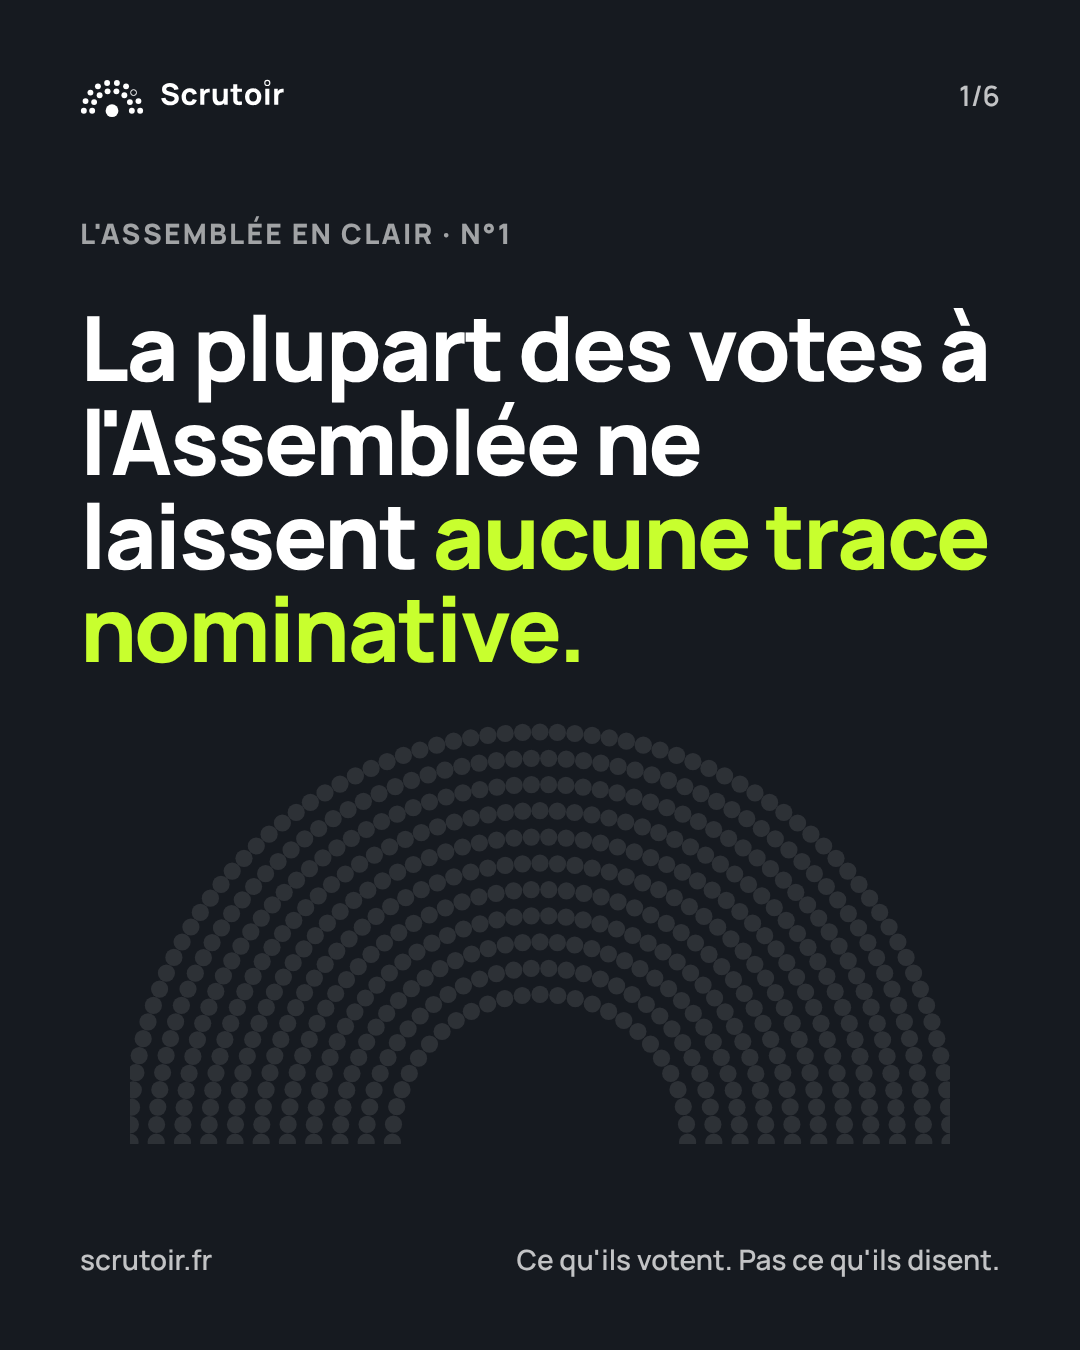 Scrutoir
1/6
L'ASSEMBLÉE EN CLAIR · N°1
La plupart des votes à
l'Assemblée ne
laissent aucune trace
nominative.
scrutoir.fr
Ce qu'ils votent. Pas ce qu'ils disent.